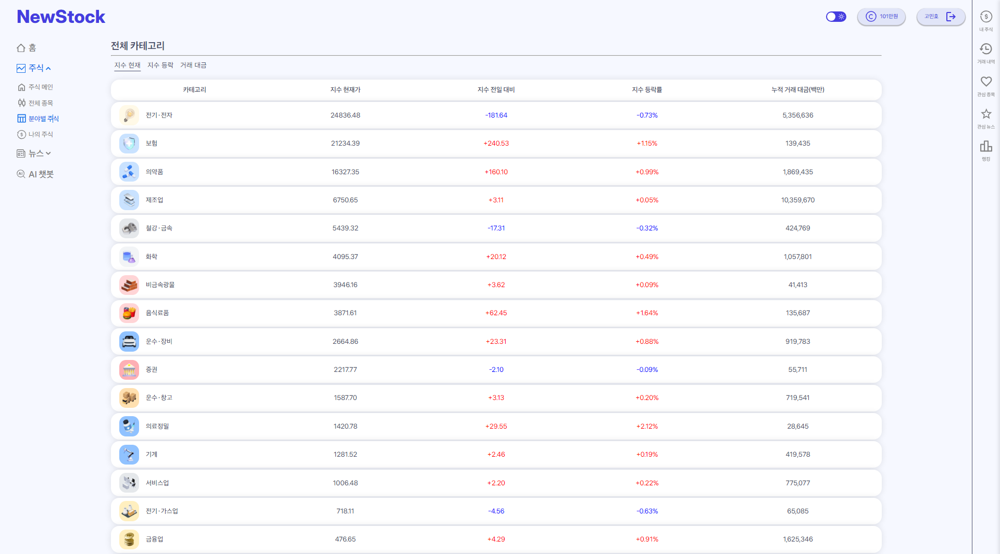 NewStock
101만원
고민호
홈
주식
주식 메인
전체 종목
분야별 주식
나의 주식
뉴스
AI 챗봇
전체 카테고리
지수 현재 지수 등락 거래 대금
카테고리 지수 현재가 지수 전일 대비 지수 등락률 누적 거래 대금(백만)
전기·전자 24836.48 -181.64 -0.73% 5,356,636
보험 21234.39 +240.53 +1.15% 139,435
의약품 16327.35 +160.10 +0.99% 1,869,435
제조업 6750.65 +3.11 +0.05% 10,359,670
철강·금속 5439.32 -17.31 -0.32% 424,769
화학 4095.37 +20.12 +0.49% 1,057,801
비금속광물 3946.16 +3.62 +0.09% 41,413
음식료품 3871.61 +62.45 +1.64% 135,687
운수·장비 2664.86 +23.31 +0.88% 919,783
증권 2217.77 -2.10 -0.09% 55,711
운수·창고 1587.70 +3.13 +0.20% 719,541
의료정밀 1420.78 +29.55 +2.12% 28,645
기계 1281.52 +2.46 +0.19% 419,578
서비스업 1006.48 +2.20 +0.22% 775,077
전기·가스업 718.11 -4.56 -0.63% 65,085
금융업 476.65 +4.29 +0.91% 1,625,346
내 주식
거래 내역
관심 종목
관심 뉴스
랭킹